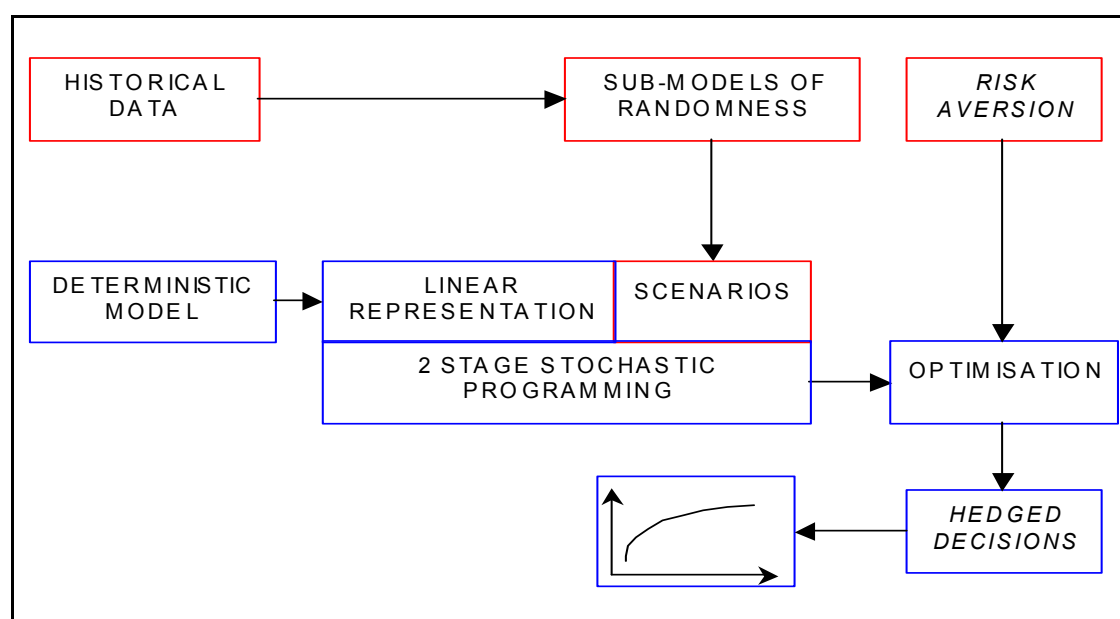 HISTORICAL
DATA
SUB-MODELS OF
RANDOMNESS
RISK
AVERSION
DETERMINISTIC
MODEL
LINEAR
REPRESENTATION
SCENARIOS
2 STAGE STOCHASTIC
PROGRAMMING
OPTIMISATION
HEDGED
DECISIONS